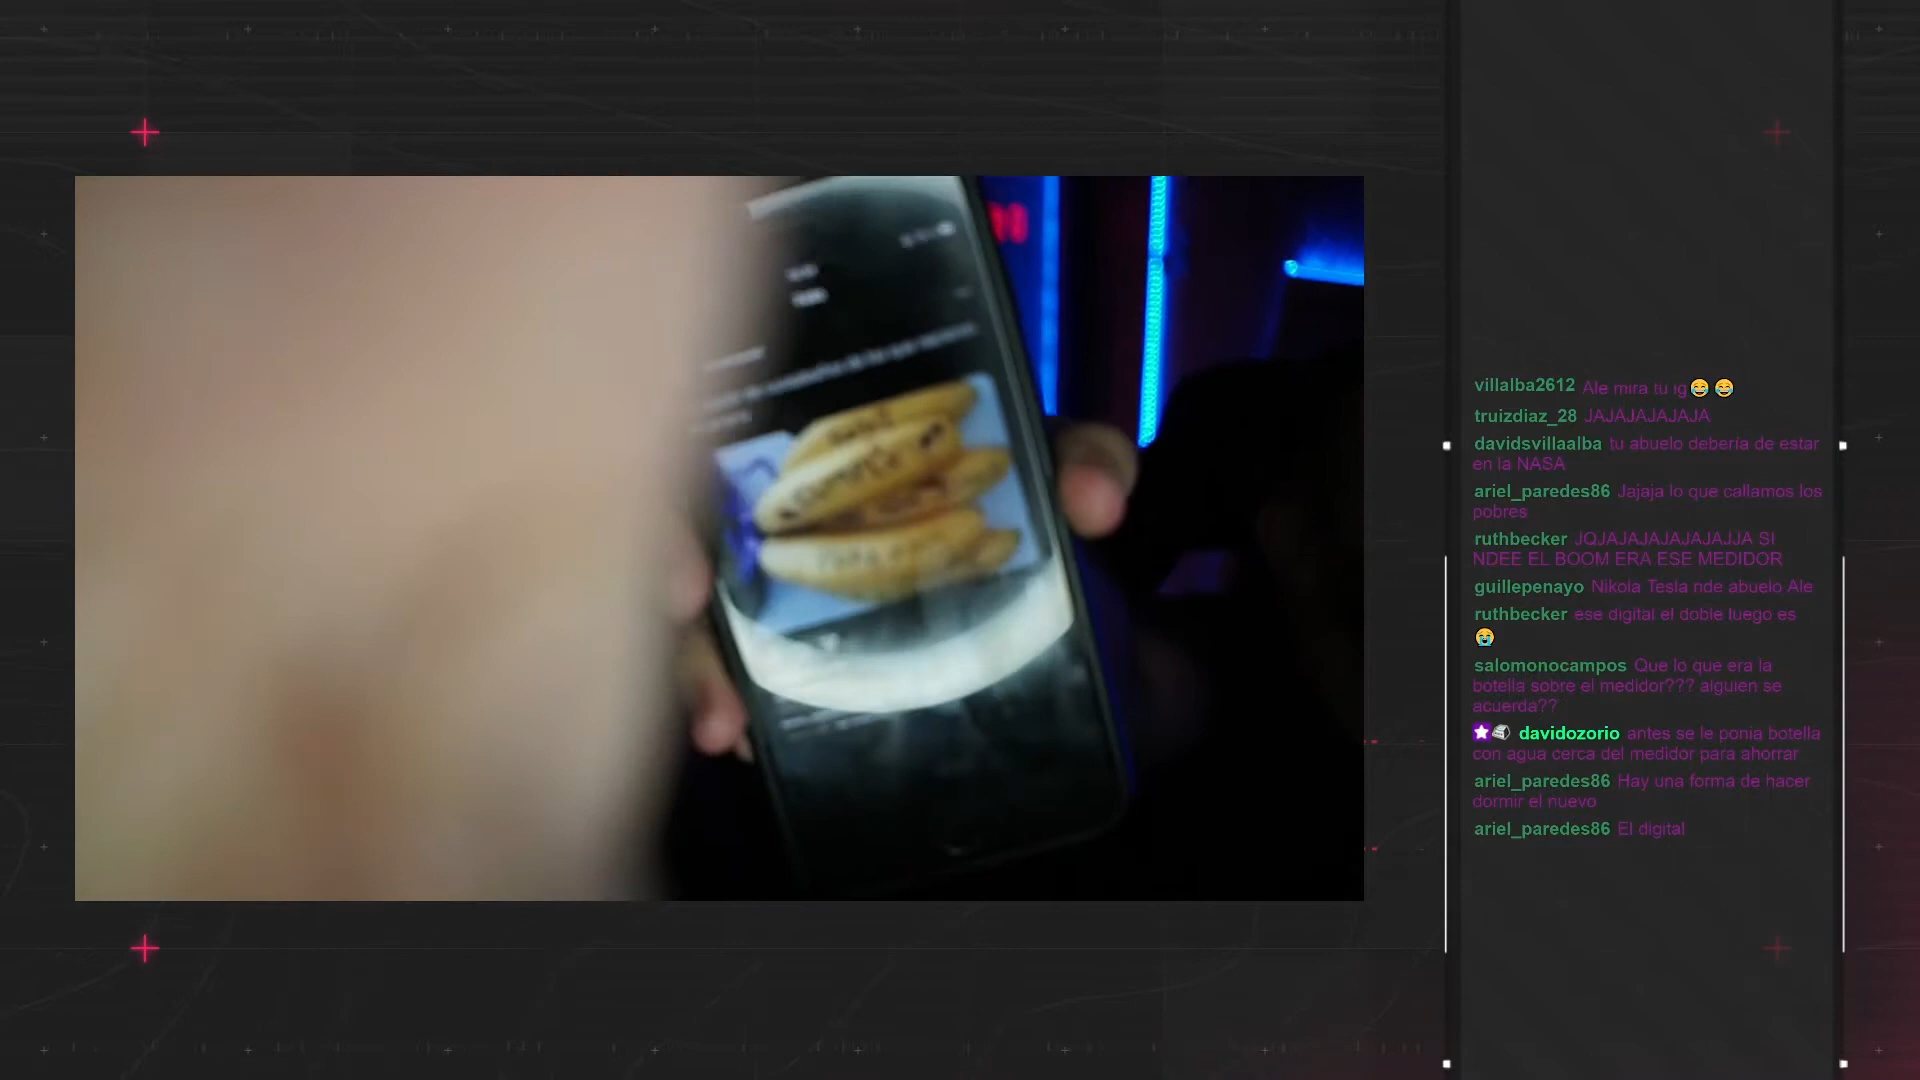 villalba2612 Ale mira tu ig😂 😂
truizdiaz_28 JAJAJAJAJAJA
davidsvillaalba tu abuelo debería de estar
en la NASA
ariel_paredes86 Jajaja lo que callamos los
pobres
ruthbecker JQJAJAJAJAJAJAJJA SI
NDEE EL BOOM ERA ESE MEDIDOR
guillepenayo Nikola Tesla nde abuelo Ale
ruthbecker ese digital el doble luego es
😭
salomonocampos Que lo que era la
botella sobre el medidor??? alguien se
acuerda??
davidozorio antes se le ponia botella
con agua cerca del medidor para ahorrar
ariel_paredes86 Hay una forma de hacer
dormir el nuevo
ariel_paredes86 El digital